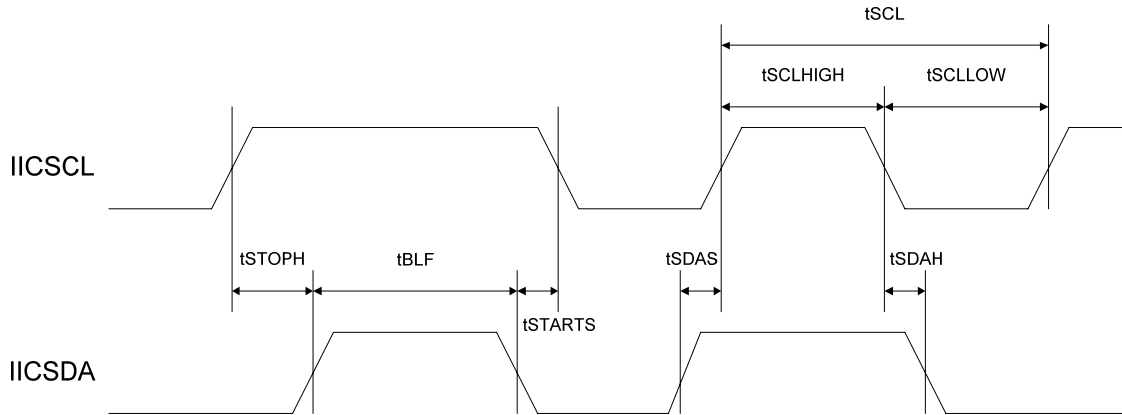 tSCL
tSCLHIGH
tSCLLOW
IICSCL
tSTOPH
tBLF
tSDAS
tSDAH
tSTARTS
IICSDA